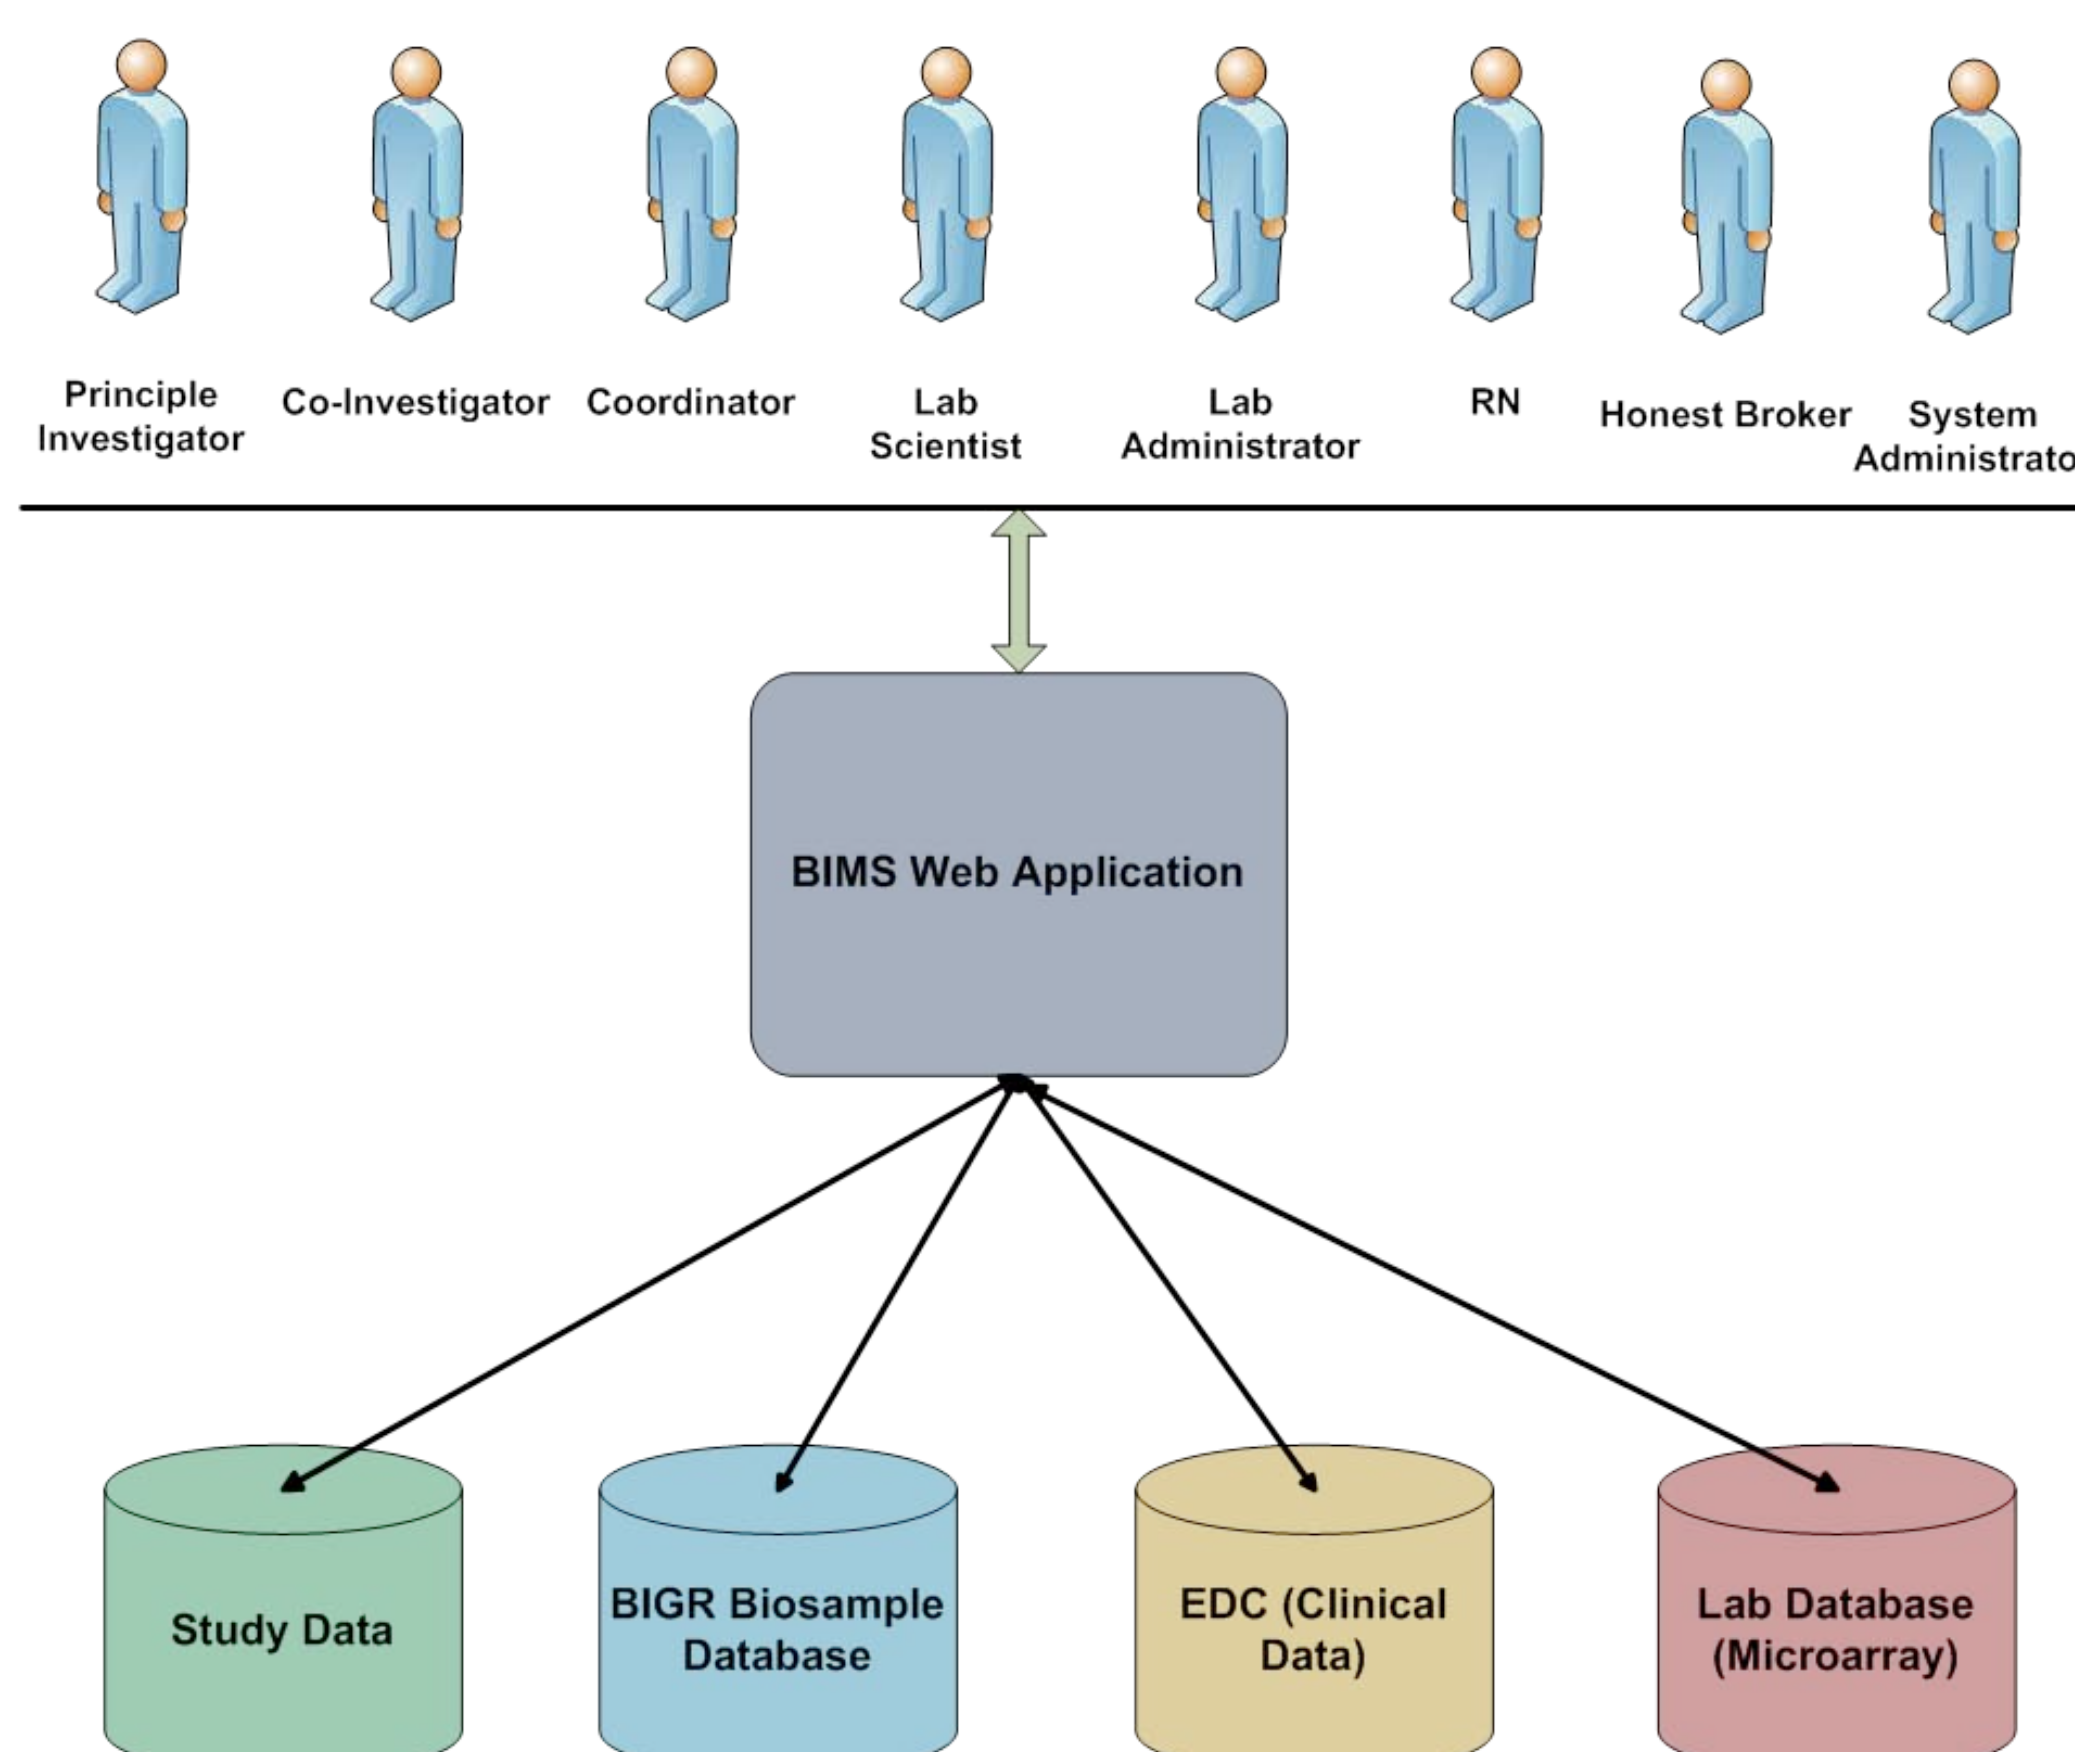 Principle
Investigator
Co-Investigator
Coordinator
Lab
Scientist
Lab
Administrator
RN
Honest Broker
System
Administrato
BIMS Web Application
Study Data
BIGR Biosample
Database
EDC (Clinical
Data)
Lab Database
(Microarray)